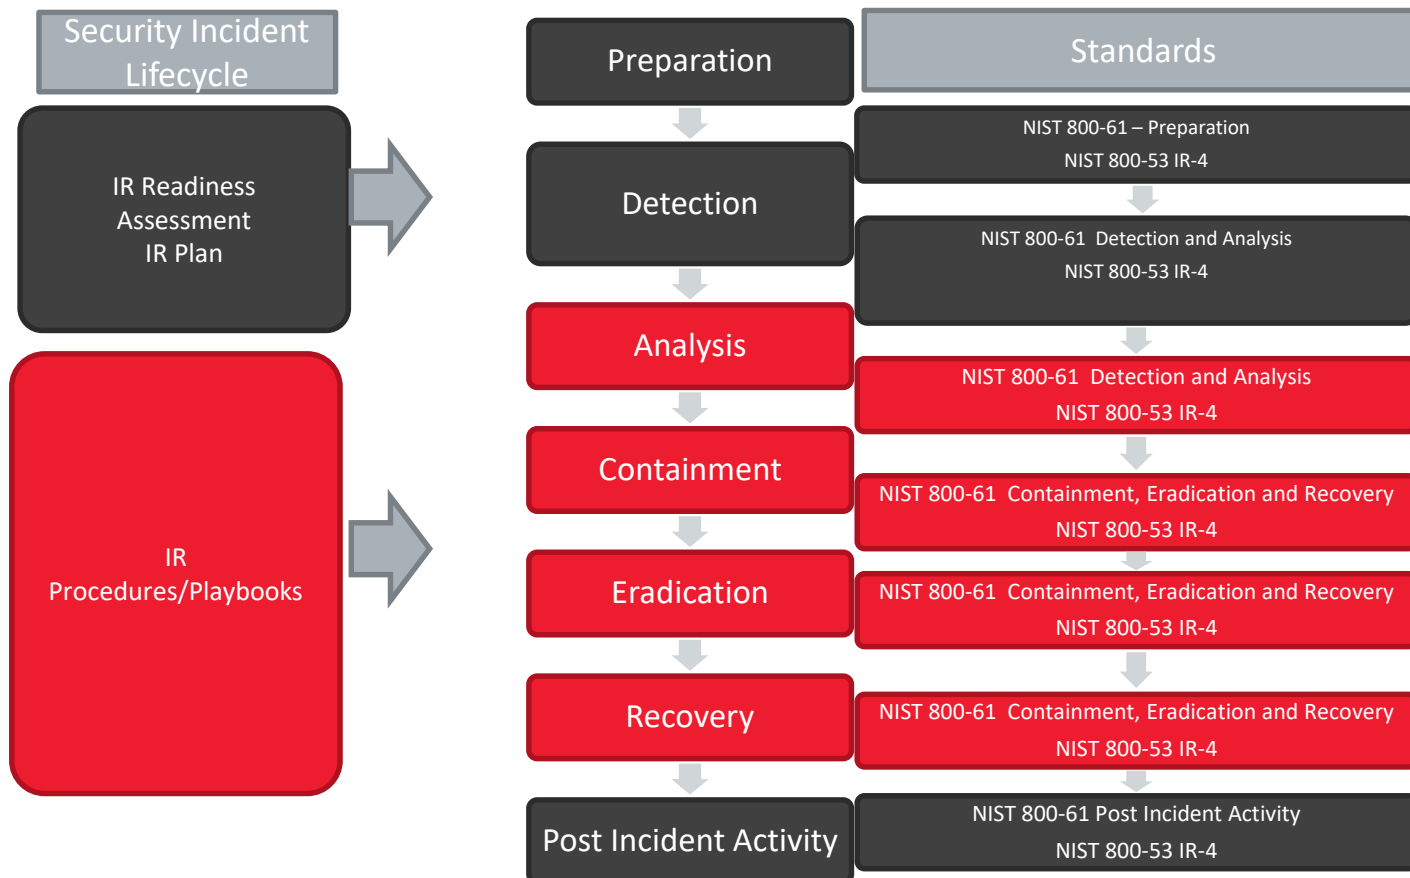 Security Incident
Lifecycle
IR Readiness
Assessment
IR Plan
IR
Procedures/Playbooks
Preparation
Detection
Analysis
Containment
Eradication
Recovery
Post Incident Activity
Standards
NIST 800-61 – Preparation
NIST 800-53 IR-4
NIST 800-61  Detection and Analysis
NIST 800-53 IR-4
NIST 800-61  Detection and Analysis
NIST 800-53 IR-4
NIST 800-61  Containment, Eradication and Recovery
NIST 800-53 IR-4
NIST 800-61  Containment, Eradication and Recovery
NIST 800-53 IR-4
NIST 800-61  Containment, Eradication and Recovery
NIST 800-53 IR-4
NIST 800-61 Post Incident Activity
NIST 800-53 IR-4